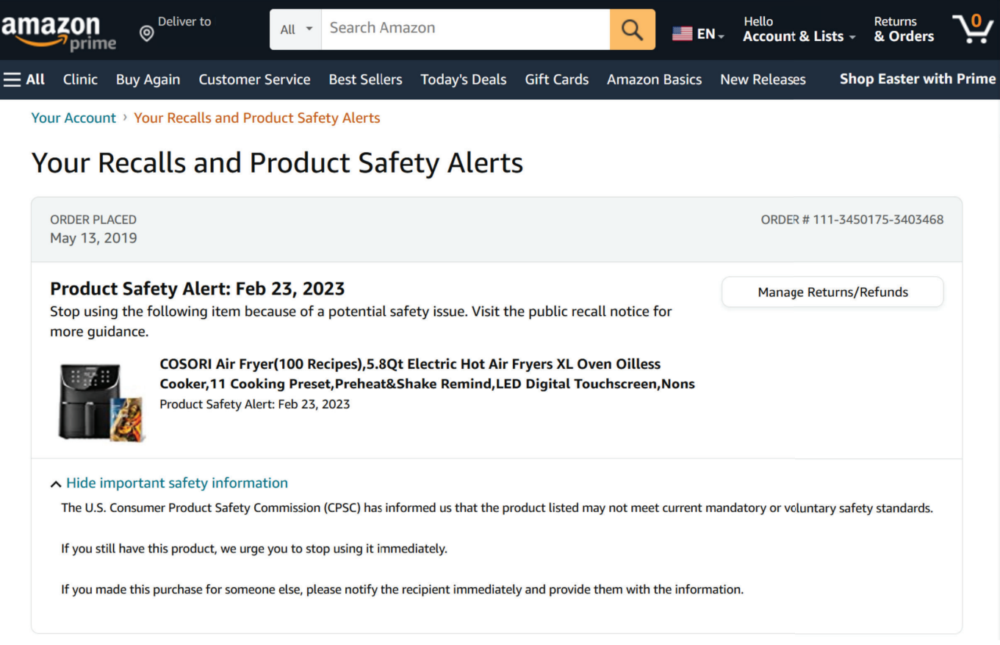 amazon
prime
Deliver to
All
Search Amazon
EN
Hello
Account & Lists
Returns
& Orders
0
All
Clinic
Buy Again
Customer Service
Best Sellers
Today's Deals
Gift Cards
Amazon Basics
New Releases
Shop Easter with Prime
Your Account › Your Recalls and Product Safety Alerts
Your Recalls and Product Safety Alerts
ORDER PLACED
May 13, 2019
ORDER # 111-3450175-3403468
Product Safety Alert: Feb 23, 2023
Stop using the following item because of a potential safety issue. Visit the public recall notice for
more guidance.
Manage Returns/Refunds
COSORI Air Fryer(100 Recipes),5.8Qt Electric Hot Air Fryers XL Oven Oilless
Cooker,11 Cooking Preset,Preheat&Shake Remind,LED Digital Touchscreen,Nons
Product Safety Alert: Feb 23, 2023
Hide important safety information
The U.S. Consumer Product Safety Commission (CPSC) has informed us that the product listed may not meet current mandatory or voluntary safety standards.
If you still have this product, we urge you to stop using it immediately.
If you made this purchase for someone else, please notify the recipient immediately and provide them with the information.